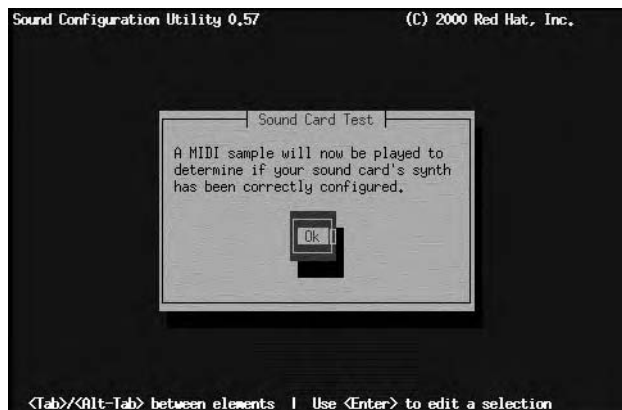 Sound Configuration Utility 0.57 (C) 2000 Red Hat, Inc.
Sound Card Test
A MIDI sample will now be played to
determine if your sound card's synth
has been correctly configured.
Ok
<Tab>/<Alt-Tab> between elements | Use <Enter> to edit a selection